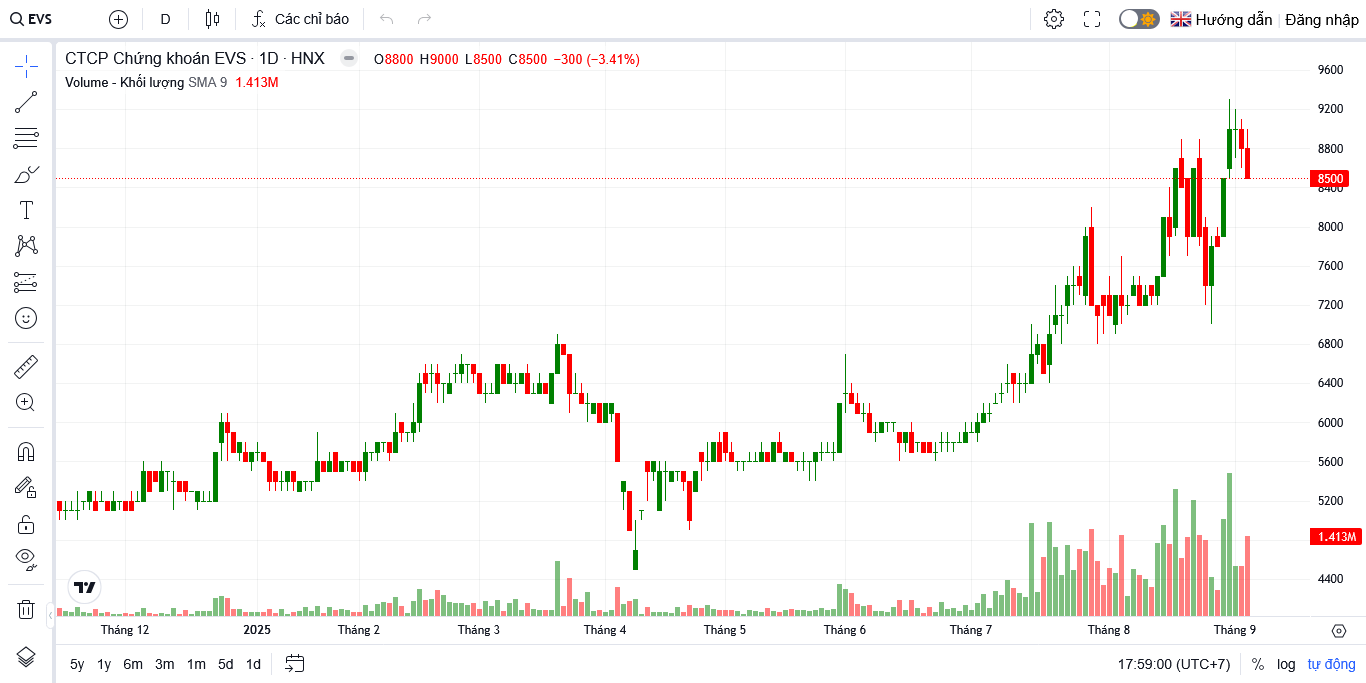 EVS D Các chỉ báo Hướng dẫn Đăng nhập
CTCP Chứng khoán EVS · 1D · HNX O8800 H9000 L8500 C8500 −300 (−3.41%)
Volume - Khối lượng SMA 9 1.413M
9600
9200
8800
8500
8400
8000
7600
7200
6800
6400
6000
5600
5200
1.413M
4400
Tháng 12 2025 Tháng 2 Tháng 3 Tháng 4 Tháng 5 Tháng 6 Tháng 7 Tháng 8 Tháng 9
5y 1y 6m 3m 1m 5d 1d 17:59:00 (UTC+7) % log tự động